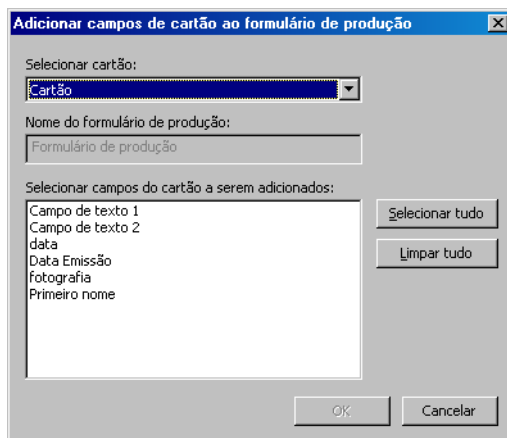 Adicionar campos de cartão ao formulário de produção
Selecionar cartão:
Cartão
Nome do formulário de produção:
Formulário de produção
Selecionar campos do cartão a serem adicionados:
Campo de texto 1
Campo de texto 2
data
Data Emissão
fotografia
Primeiro nome
Selecionar tudo
Limpar tudo
OK
Cancelar